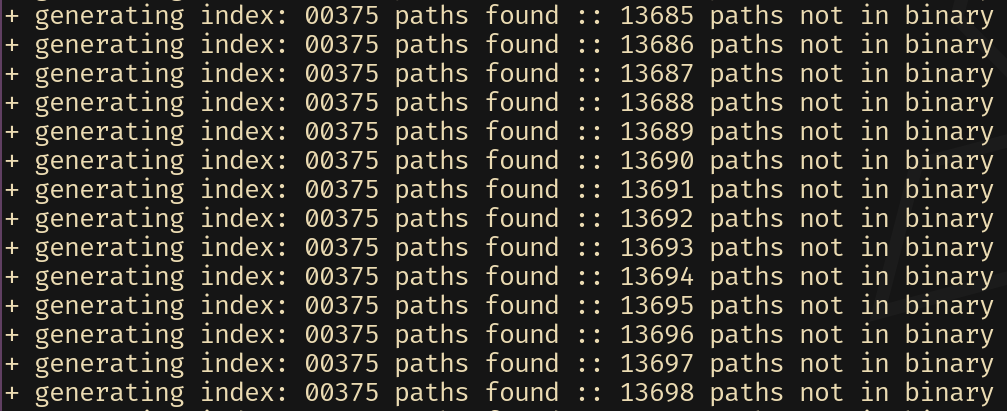 + generating index: 00375 paths found :: 13685 paths not in binary
+ generating index: 00375 paths found :: 13686 paths not in binary
+ generating index: 00375 paths found :: 13687 paths not in binary
+ generating index: 00375 paths found :: 13688 paths not in binary
+ generating index: 00375 paths found :: 13689 paths not in binary
+ generating index: 00375 paths found :: 13690 paths not in binary
+ generating index: 00375 paths found :: 13691 paths not in binary
+ generating index: 00375 paths found :: 13692 paths not in binary
+ generating index: 00375 paths found :: 13693 paths not in binary
+ generating index: 00375 paths found :: 13694 paths not in binary
+ generating index: 00375 paths found :: 13695 paths not in binary
+ generating index: 00375 paths found :: 13696 paths not in binary
+ generating index: 00375 paths found :: 13697 paths not in binary
+ generating index: 00375 paths found :: 13698 paths not in binary